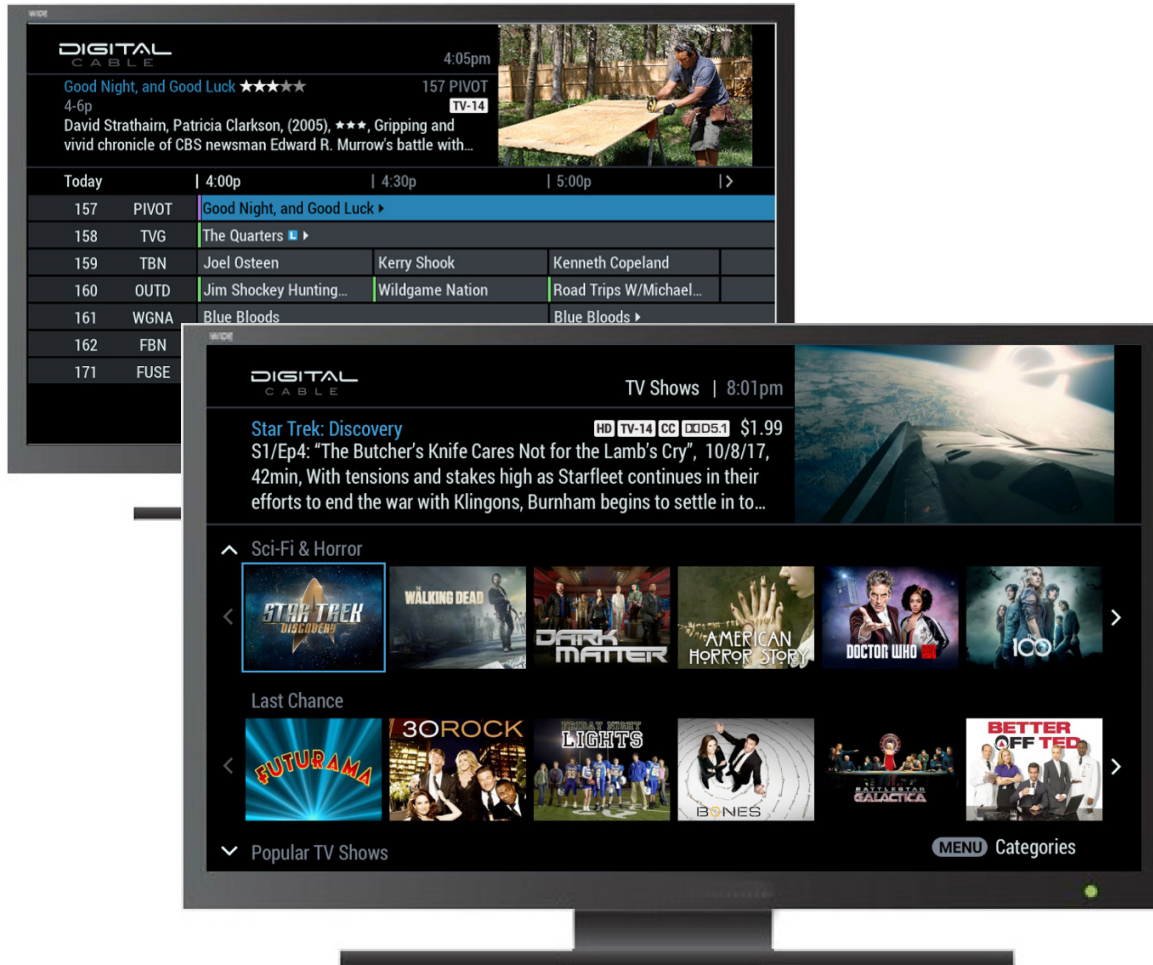 WIDE
DIGITAL
CABLE
4:05pm
Good Night, and Good Luck ★★★★★ 157 PIVOT
4-6p TV-14
David Strathairn, Patricia Clarkson, (2005), ★★★, Gripping and
vivid chronicle of CBS newsman Edward R. Murrow's battle with...
Today | 4:00p | 4:30p | 5:00p
157 PIVOT Good Night, and Good Luck
158 TVG The Quarters L
159 TBN Joel Osteen Kerry Shook Kenneth Copeland
160 OUTD Jim Shockey Hunting... Wildgame Nation Road Trips W/Michael...
161 WGNA Blue Bloods Blue Bloods
162 FBN
171 FUSE
WIDE
DIGITAL
CABLE
TV Shows | 8:01pm
Star Trek: Discovery HD TV-14 CC DD5.1 $1.99
S1/Ep4: “The Butcher's Knife Cares Not for the Lamb's Cry”, 10/8/17,
42min, With tensions and stakes high as Starfleet continues in their
efforts to end the war with Klingons, Burnham begins to settle in to...
Sci-Fi & Horror
STAR TREK
DISCOVERY
THE
WALKING DEAD
DARK
MATTER
AMERICAN
HORROR STORY
DOCTOR WHO
THE
100
Last Chance
FUTURAMA
30 ROCK
FRIDAY NIGHT
LIGHTS
BONES
BATTLESTAR
GALACTICA
BETTER
OFF TED
Popular TV Shows
MENU Categories